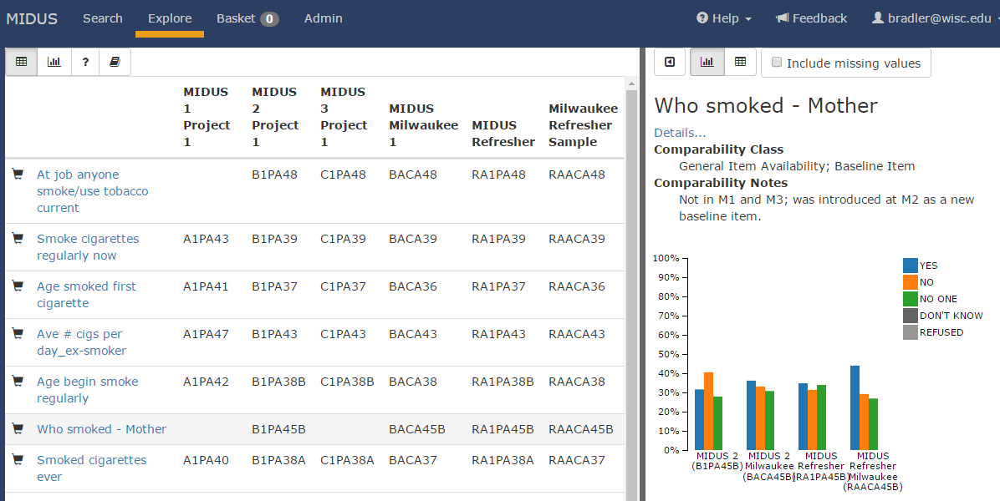 MIDUS Search Explore Basket 0 Admin Help Feedback bradler@wisc.edu
?
Include missing values
MIDUS 1 Project 1
MIDUS 2 Project 1
MIDUS 3 Project 1
MIDUS Milwaukee 1
MIDUS Refresher
Milwaukee Refresher Sample
At job anyone smoke/use tobacco current B1PA48 C1PA48 BACA48 RA1PA48 RAACA48
Smoke cigarettes regularly now A1PA43 B1PA39 C1PA39 BACA39 RA1PA39 RAACA39
Age smoked first cigarette A1PA41 B1PA37 C1PA37 BACA36 RA1PA37 RAACA36
Ave # cigs per day_ex-smoker A1PA47 B1PA43 C1PA43 BACA43 RA1PA43 RAACA43
Age begin smoke regularly A1PA42 B1PA38B C1PA38B BACA38 RA1PA38B RAACA38
Who smoked - Mother B1PA45B BACA45B RA1PA45B RAACA45B
Smoked cigarettes ever A1PA40 B1PA38A C1PA38A BACA37 RA1PA38A RAACA37
Who smoked - Mother
Details...
Comparability Class
General Item Availability; Baseline Item
Comparability Notes
Not in M1 and M3; was introduced at M2 as a new
baseline item.
100%
90%
80%
70%
60%
50%
40%
30%
20%
10%
0%
YES
NO
NO ONE
DON'T KNOW
REFUSED
MIDUS 2
(B1PA45B)
MIDUS 2
Milwaukee
(BACA45B)
MIDUS
Refresher
(RA1PA45B)
MIDUS
Refresher
Milwaukee
(RAACA45B)